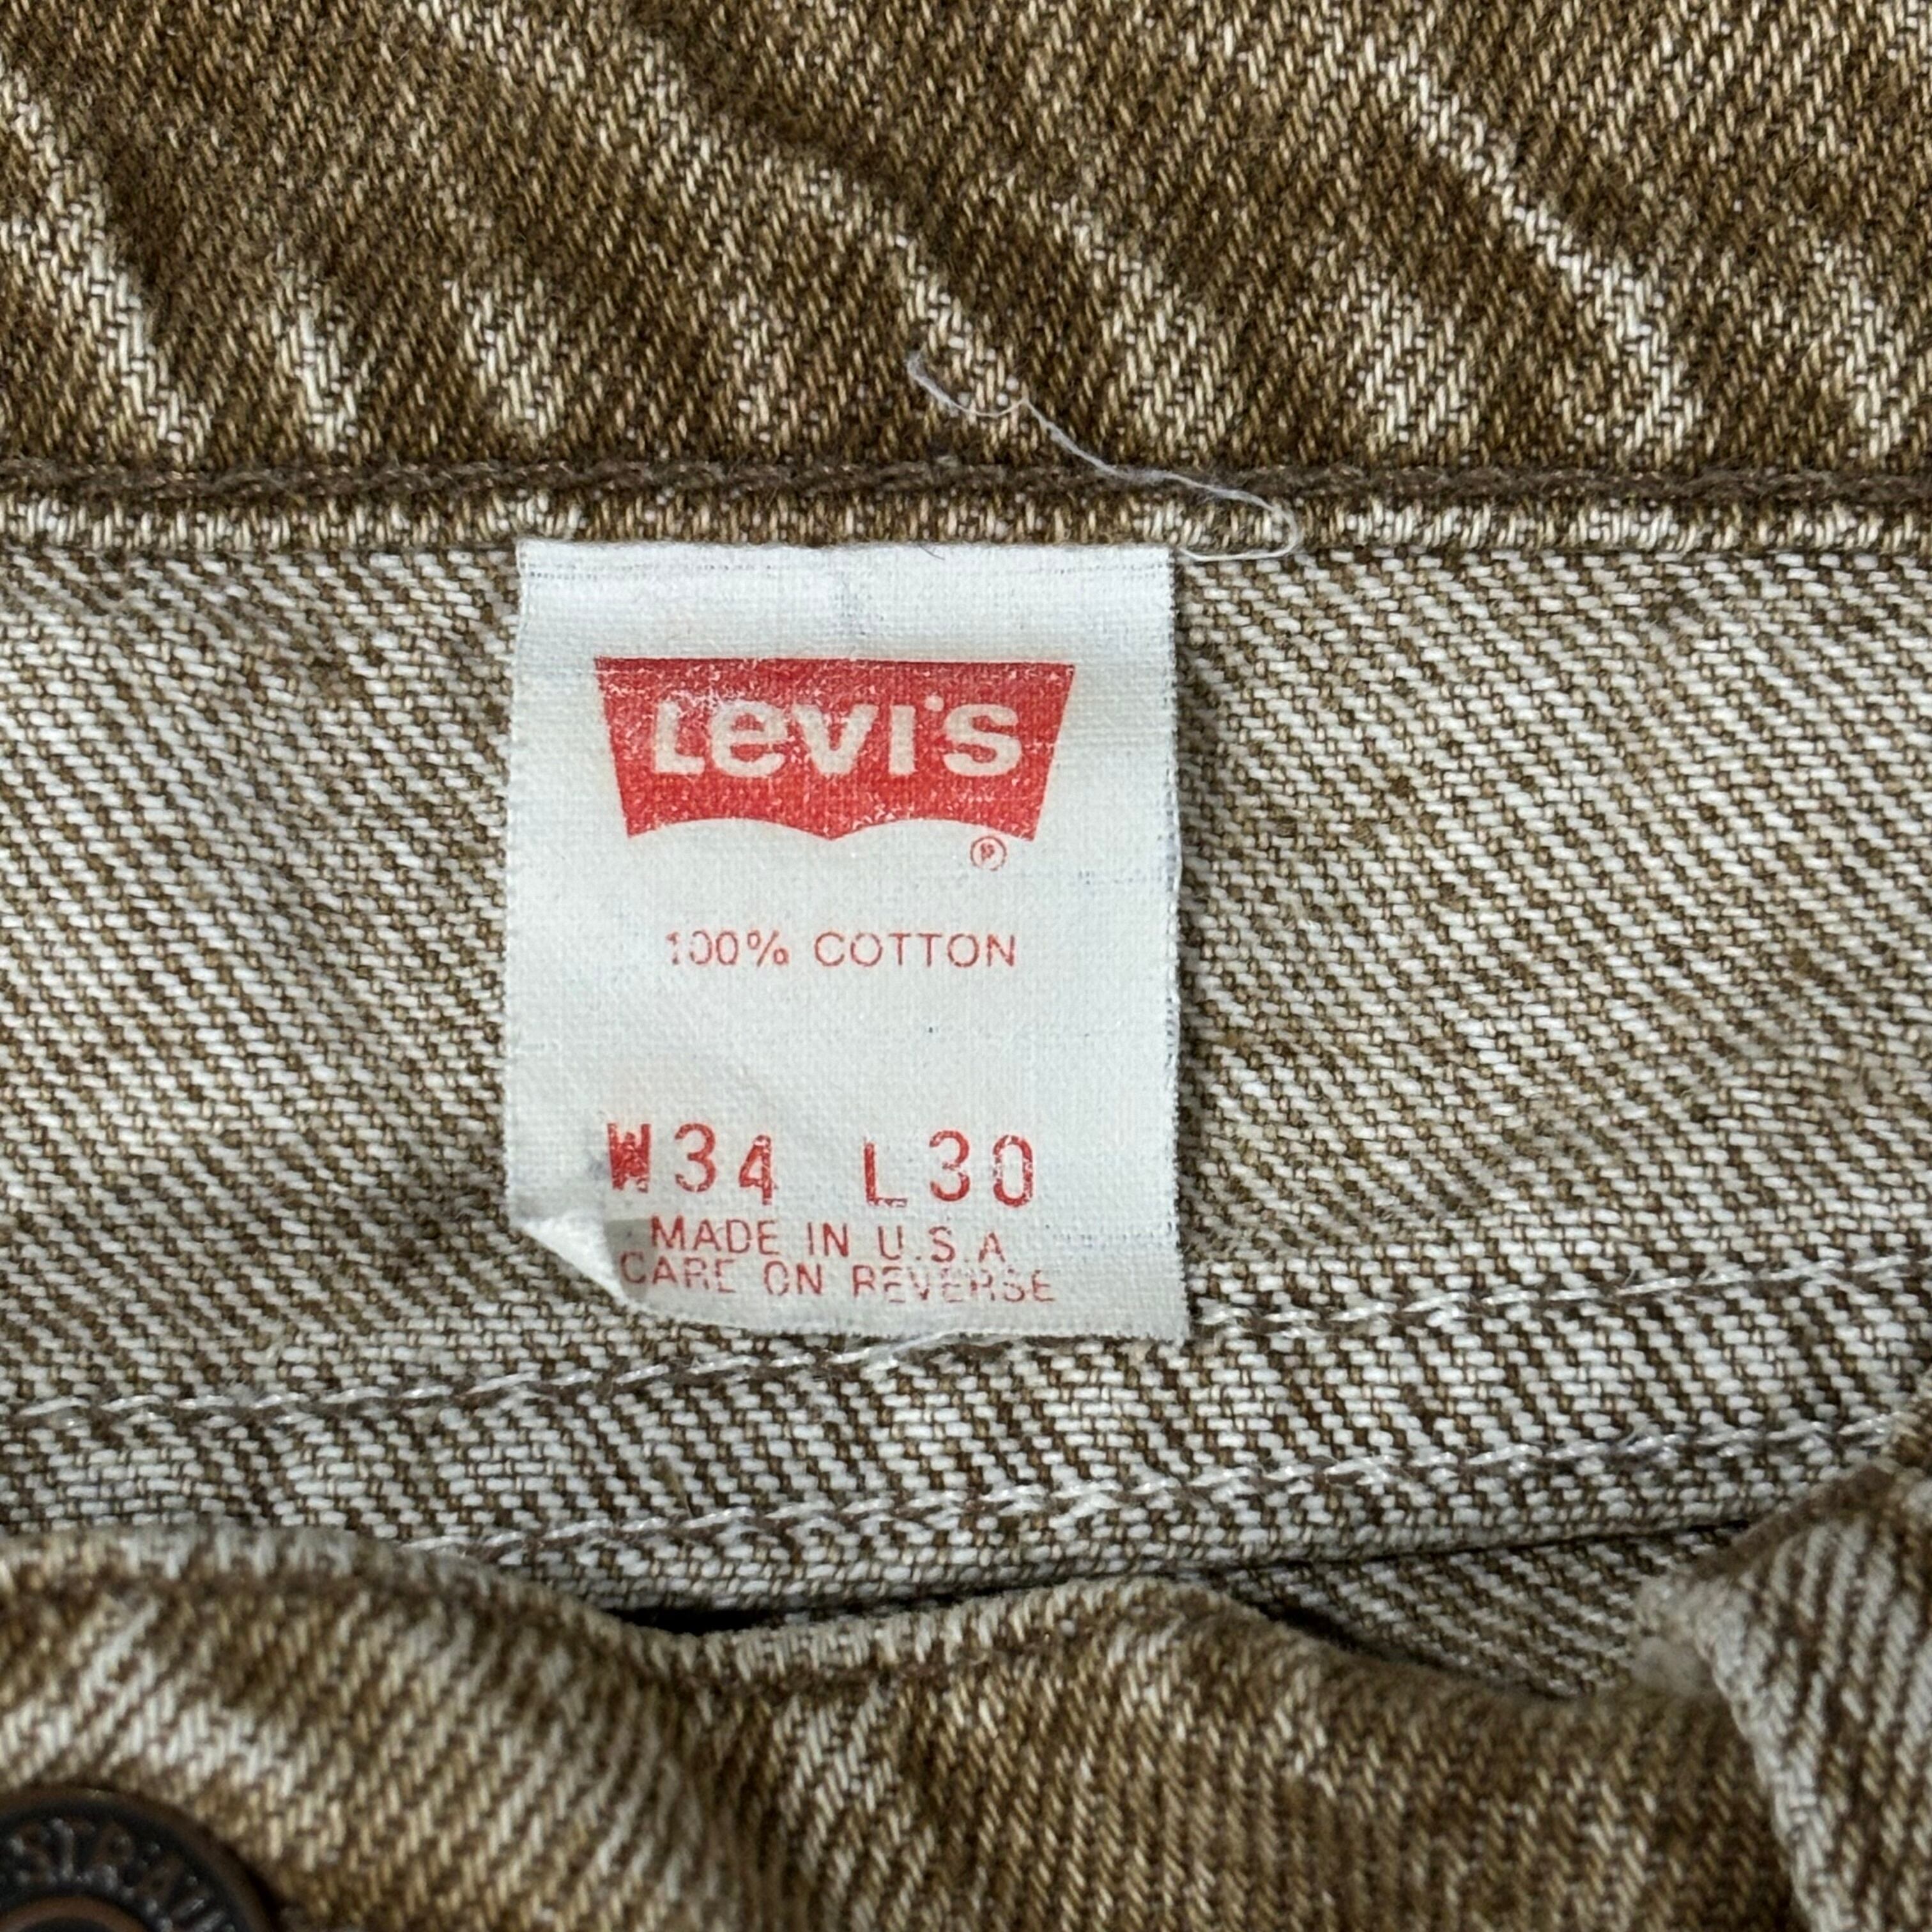 Levi's
®
100% COTTON
W34 L30
MADE IN U.S.A
CARE ON REVERSE